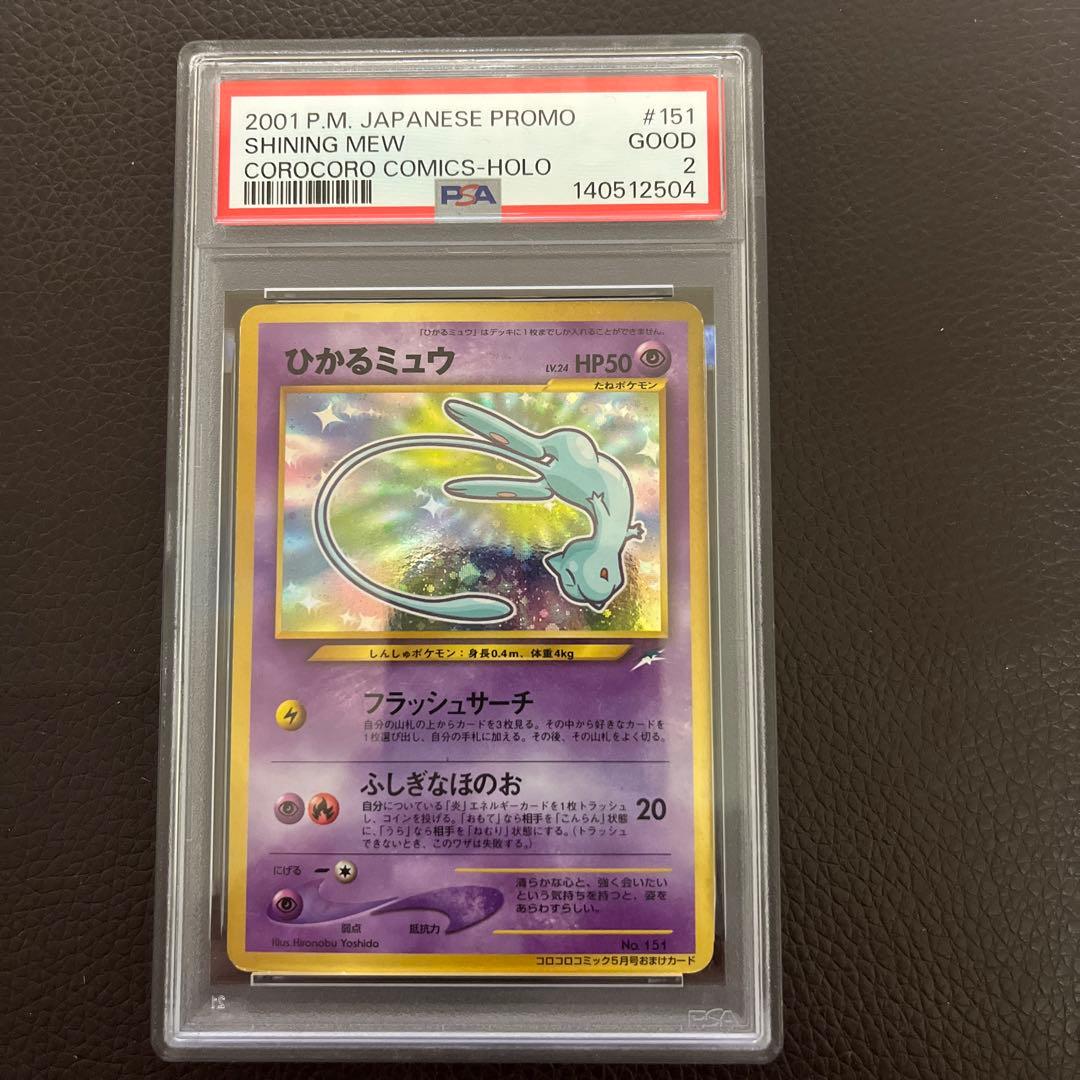 2001 P.M. JAPANESE PROMO #151
SHINING MEW GOOD
COROCORO COMICS-HOLO 2
PSA 140512504
「ひかるミュウ」はデッキに1枚までしか入れることができません。
ひかるミュウ LV.24 HP50
たねポケモン
しんしゅポケモン:身長0.4m、体重4kg
フラッシュサーチ
自分の山札の上からカードを3枚見る。その中から好きなカードを
1枚選び出し、自分の手札に加える。その後、その山札をよく切る。
ふしぎなほのお
自分についている「炎」エネルギーカードを1枚トラッシュ
し、コインを投げる。「おもて」なら相手を「こんらん」状態 20
に、「うら」なら相手を「ねむり」状態にする。(トラッシュ
できないとき、このワザは失敗する。)
にげる
清らかな心と、強く会いたい
という気持ちを持つと、姿を
あらわすらしい。
弱点 抵抗力
Illus. Hironobu Yoshida No. 151
コロコロコミック5月号おまけカード
PSA